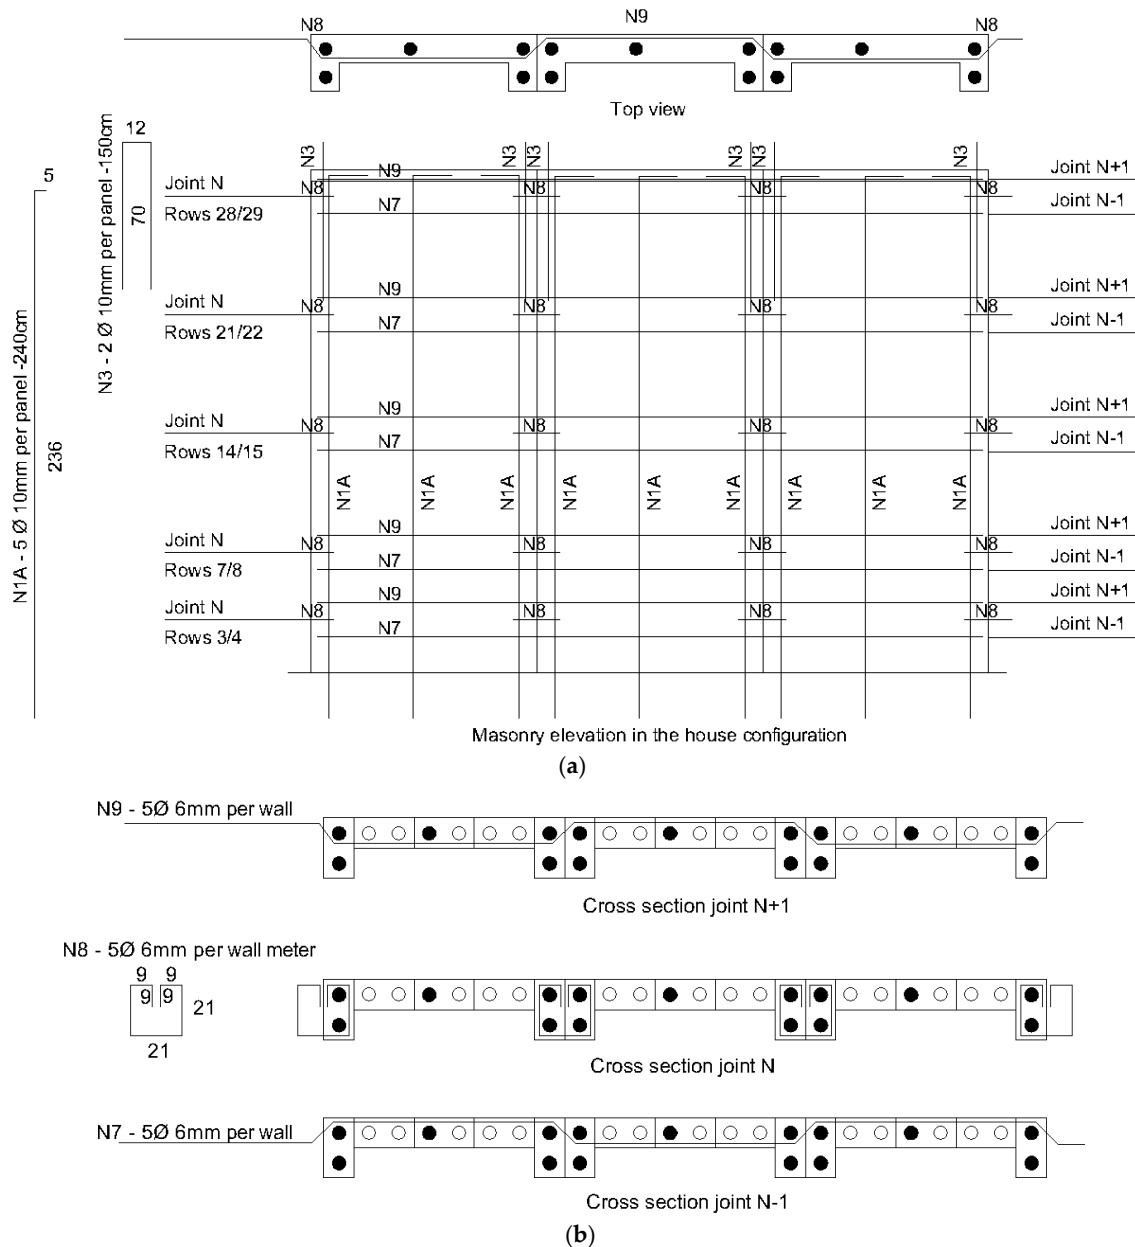 N8
N9
N8
Top view
12
5
70
236
N3 - 2 Ø 10mm per panel -150cm
N1A - 5 Ø 10mm per panel -240cm
N3
N3
N3
N3
N3
N3
Joint N
N8
N9
N8
N8
N8
Joint N+1
Rows 28/29
N7
Joint N-1
Joint N
N8
N9
N8
N8
N8
Joint N+1
Rows 21/22
N7
Joint N-1
Joint N
N8
N9
N8
N8
N8
Joint N+1
Rows 14/15
N7
Joint N-1
N1A
N1A
N1A
N1A
N1A
N1A
N1A
N1A
N1A
Joint N
N8
N9
N8
N8
N8
Joint N+1
Rows 7/8
N7
Joint N-1
Joint N
N8
N9
N8
N8
N8
Joint N+1
Rows 3/4
N7
Joint N-1
Masonry elevation in the house configuration
(a)
N9 - 5Ø 6mm per wall
Cross section joint N+1
N8 - 5Ø 6mm per wall meter
9 9
9 9
21
21
Cross section joint N
N7 - 5Ø 6mm per wall
Cross section joint N-1
(b)